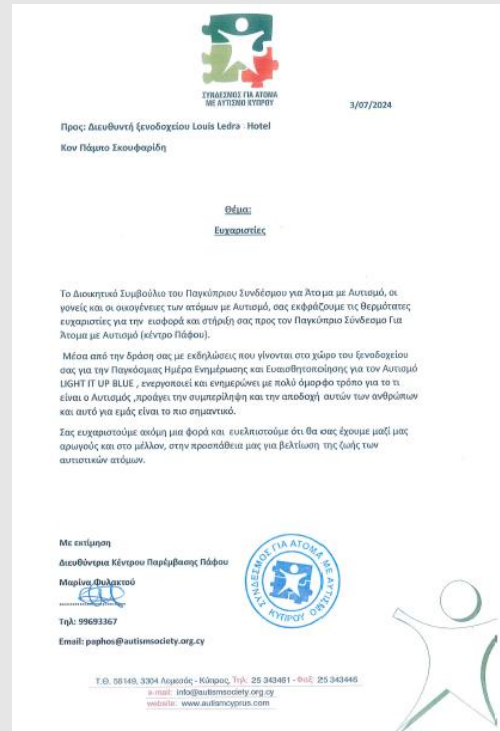 ΣΥΝΔΕΣΜΟΣ ΓΙΑ ΑΤΟΜΑ
ΜΕ ΑΥΤΙΣΜΟ ΚΥΠΡΟΥ
3/07/2024
Προς: Διευθυντή ξενοδοχείου Louis Ledra Hotel
Κον Πάμπο Σκουφαρίδη
Θέμα:
Ευχαριστίες
Το Διοικητικό Συμβούλιο του Παγκύπριου Συνδέσμου για Άτομα με Αυτισμό, οι
γονείς και οι οικογένειες των ατόμων με Αυτισμό, σας εκφράζουμε τις θερμότατες
ευχαριστίες για την εισφορά και στήριξη σας προς τον Παγκύπριο Σύνδεσμο Για
Άτομα με Αυτισμό (κέντρο Πάφου).
Μέσα από την δράση σας με εκδηλώσεις που γίνονται στο χώρο του ξενοδοχείου
σας για την Παγκόσμιας Ημέρα Ενημέρωσης και Ευαισθητοποίησης για τον Αυτισμό
LIGHT IT UP BLUE , ενεργοποιεί και ενημερώνει με πολύ όμορφο τρόπο για το τι
είναι ο Αυτισμός ,προάγει την συμπερίληψη και την αποδοχή αυτών των ανθρώπων
και αυτό για εμάς είναι το πιο σημαντικό.
Σας ευχαριστούμε ακόμη μια φορά και ευελπιστούμε ότι θα σας έχουμε μαζί μας
αρωγούς και στο μέλλον, στην προσπάθεια μας για βελτίωση της ζωής των
αυτιστικών ατόμων.
Με εκτίμηση
Διευθύντρια Κέντρου Παρέμβασης Πάφου
Μαρίνα Φυλακτού
Τηλ: 99693367
Email: paphos@autismsociety.org.cy
ΣΥΝΔΕΣΜΟΣ ΓΙΑ ΑΤΟΜΑ ΜΕ ΑΥΤΙΣΜΟ
ΚΥΠΡΟΥ
Τ.Θ. 56149, 3304 Λεμεσός - Κύπρος, Τηλ: 25 343461 - Φαξ: 25 343446
e-mail: info@autismsociety.org.cy
website: www.autismcyprus.com